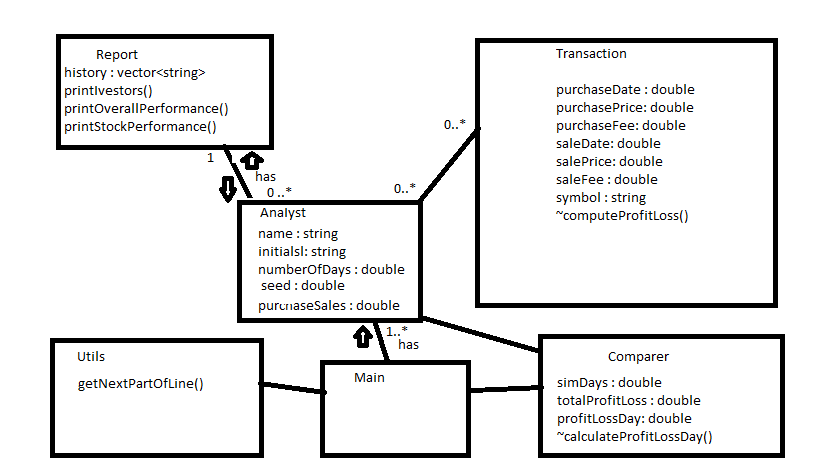 Report
history : vector<string>
printIvestors()
printOverallPerformance()
printStockPerformance()
1
has
0 ..*
Transaction
purchaseDate : double
purchasePrice: double
purchaseFee: double
saleDate: double
salePrice: double
saleFee : double
symbol : string
~computeProfitLoss()
0..*
0..*
Analyst
name : string
initialsl: string
numberOfDays : double
seed : double
purchaseSales : double
1..*
has
Utils
getNextPartOfLine()
Main
Comparer
simDays : double
totalProfitLoss : double
profitLossDay: double
~calculateProfitLossDay()